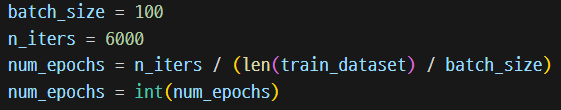 batch_size = 100
n_iters = 6000
num_epochs = n_iters / (len(train_dataset) / batch_size)
num_epochs = int(num_epochs)